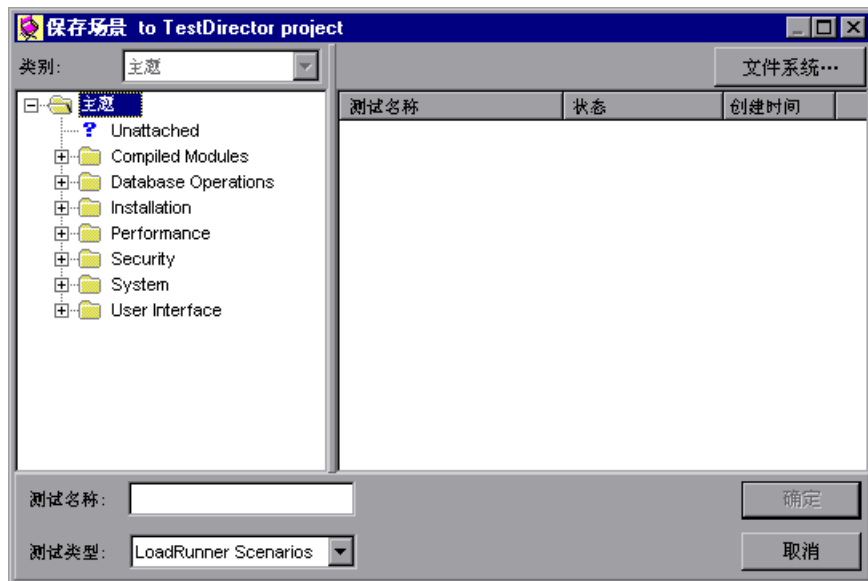 保存场景 to TestDirector project
类别: 主题 文件系统…
主题
测试名称 状态 创建时间
Unattached
Compiled Modules
Database Operations
Installation
Performance
Security
System
User Interface
测试名称: 确定
测试类型: LoadRunner Scenarios 取消